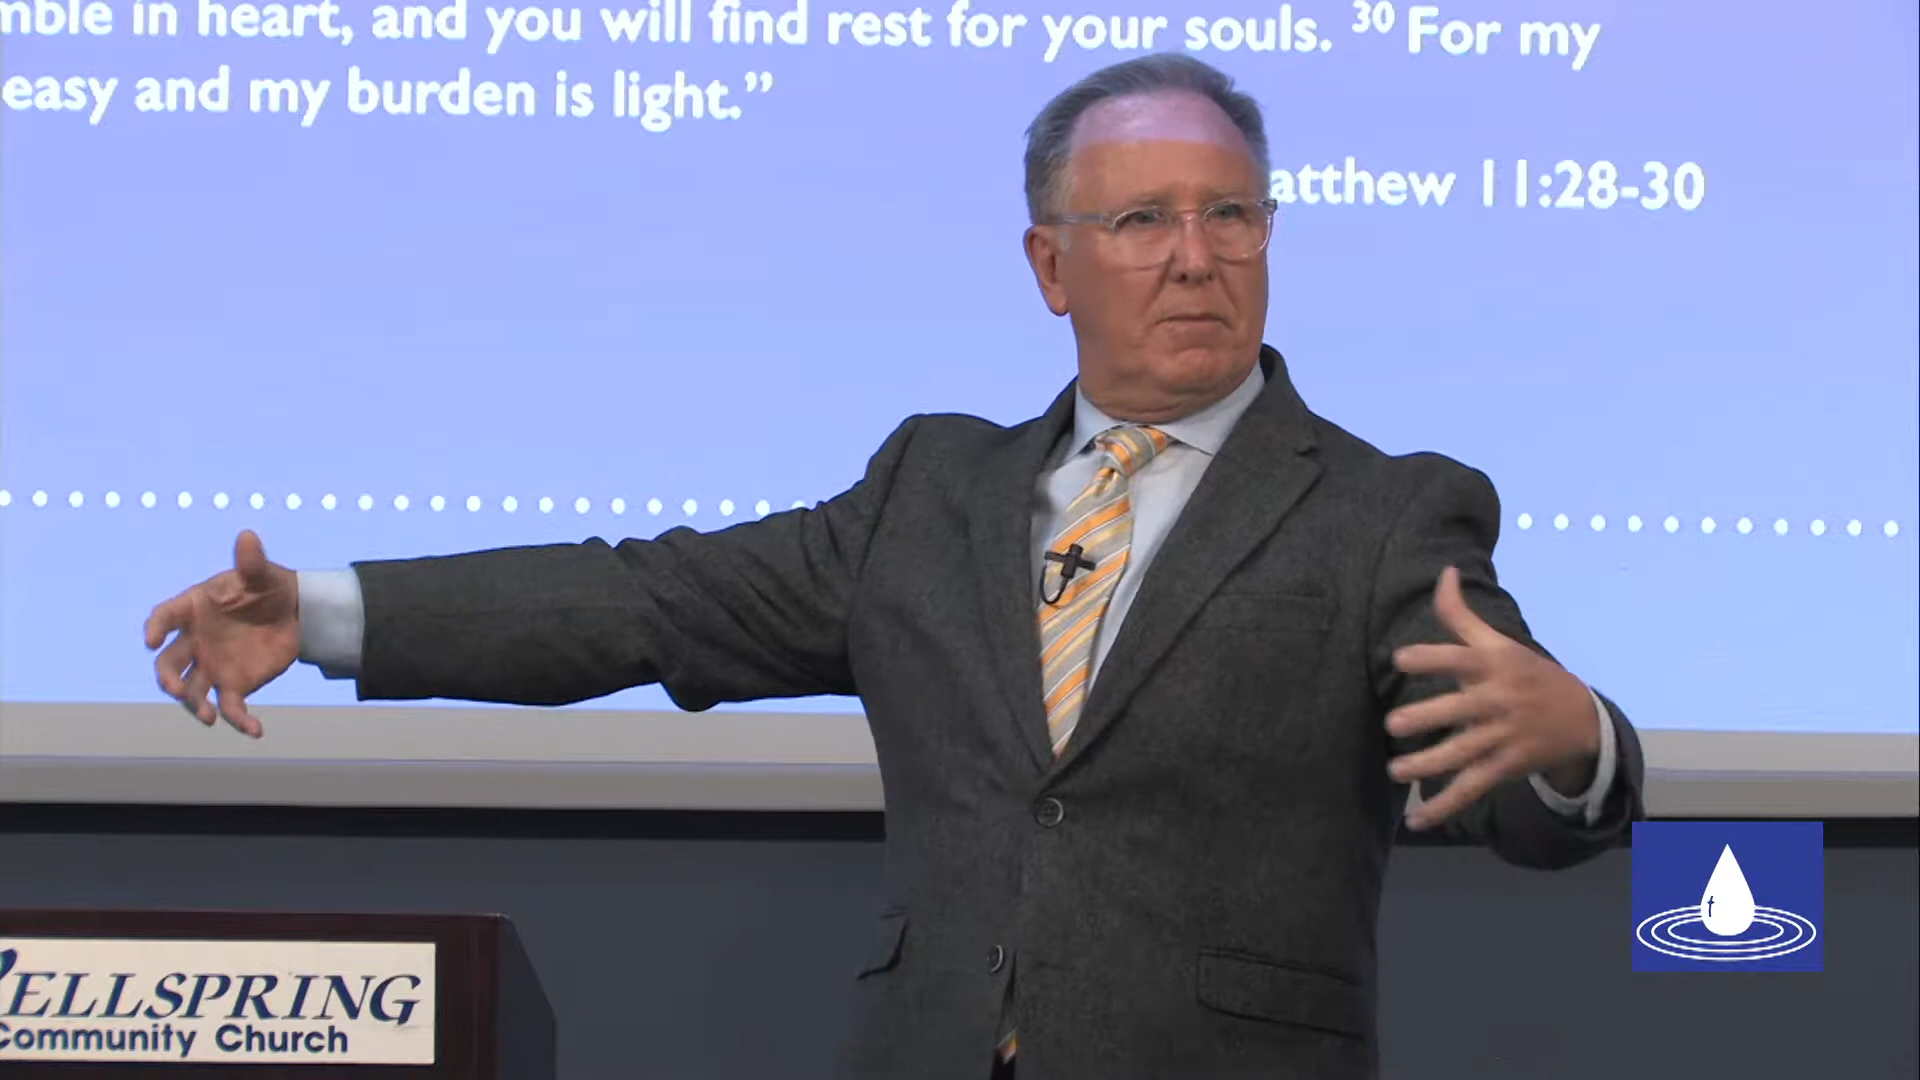 mble in heart, and you will find rest for your souls. 30 For my
easy and my burden is light.”
atthew 11:28-30
ELLSPRING
Community Church